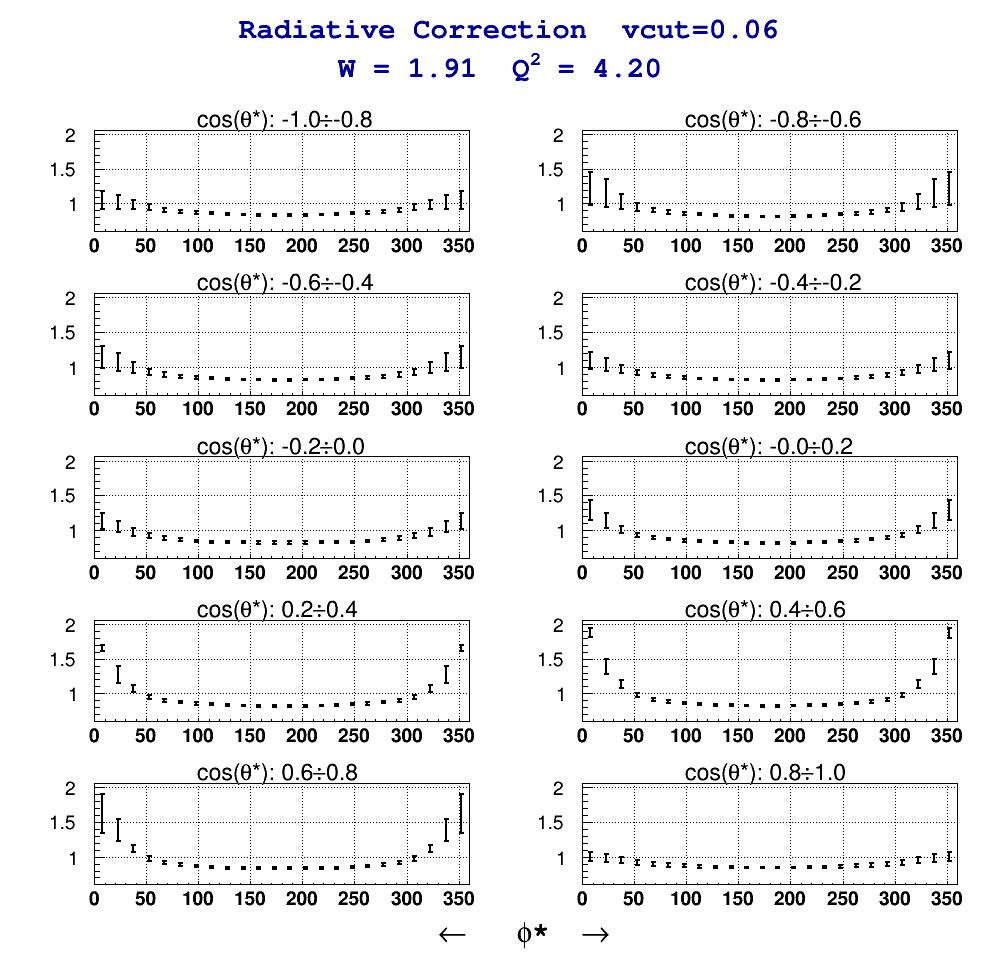 Radiative Correction vcut=0.06
W = 1.91 Q² = 4.20
cos(θ*): -1.0÷-0.8
2
1.5
1
0 50 100 150 200 250 300 350
cos(θ*): -0.8÷-0.6
2
1.5
1
0 50 100 150 200 250 300 350
cos(θ*): -0.6÷-0.4
2
1.5
1
0 50 100 150 200 250 300 350
cos(θ*): -0.4÷-0.2
2
1.5
1
0 50 100 150 200 250 300 350
cos(θ*): -0.2÷0.0
2
1.5
1
0 50 100 150 200 250 300 350
cos(θ*): -0.0÷0.2
2
1.5
1
0 50 100 150 200 250 300 350
cos(θ*): 0.2÷0.4
2
1.5
1
0 50 100 150 200 250 300 350
cos(θ*): 0.4÷0.6
2
1.5
1
0 50 100 150 200 250 300 350
cos(θ*): 0.6÷0.8
2
1.5
1
0 50 100 150 200 250 300 350
cos(θ*): 0.8÷1.0
2
1.5
1
0 50 100 150 200 250 300 350
← ϕ* →